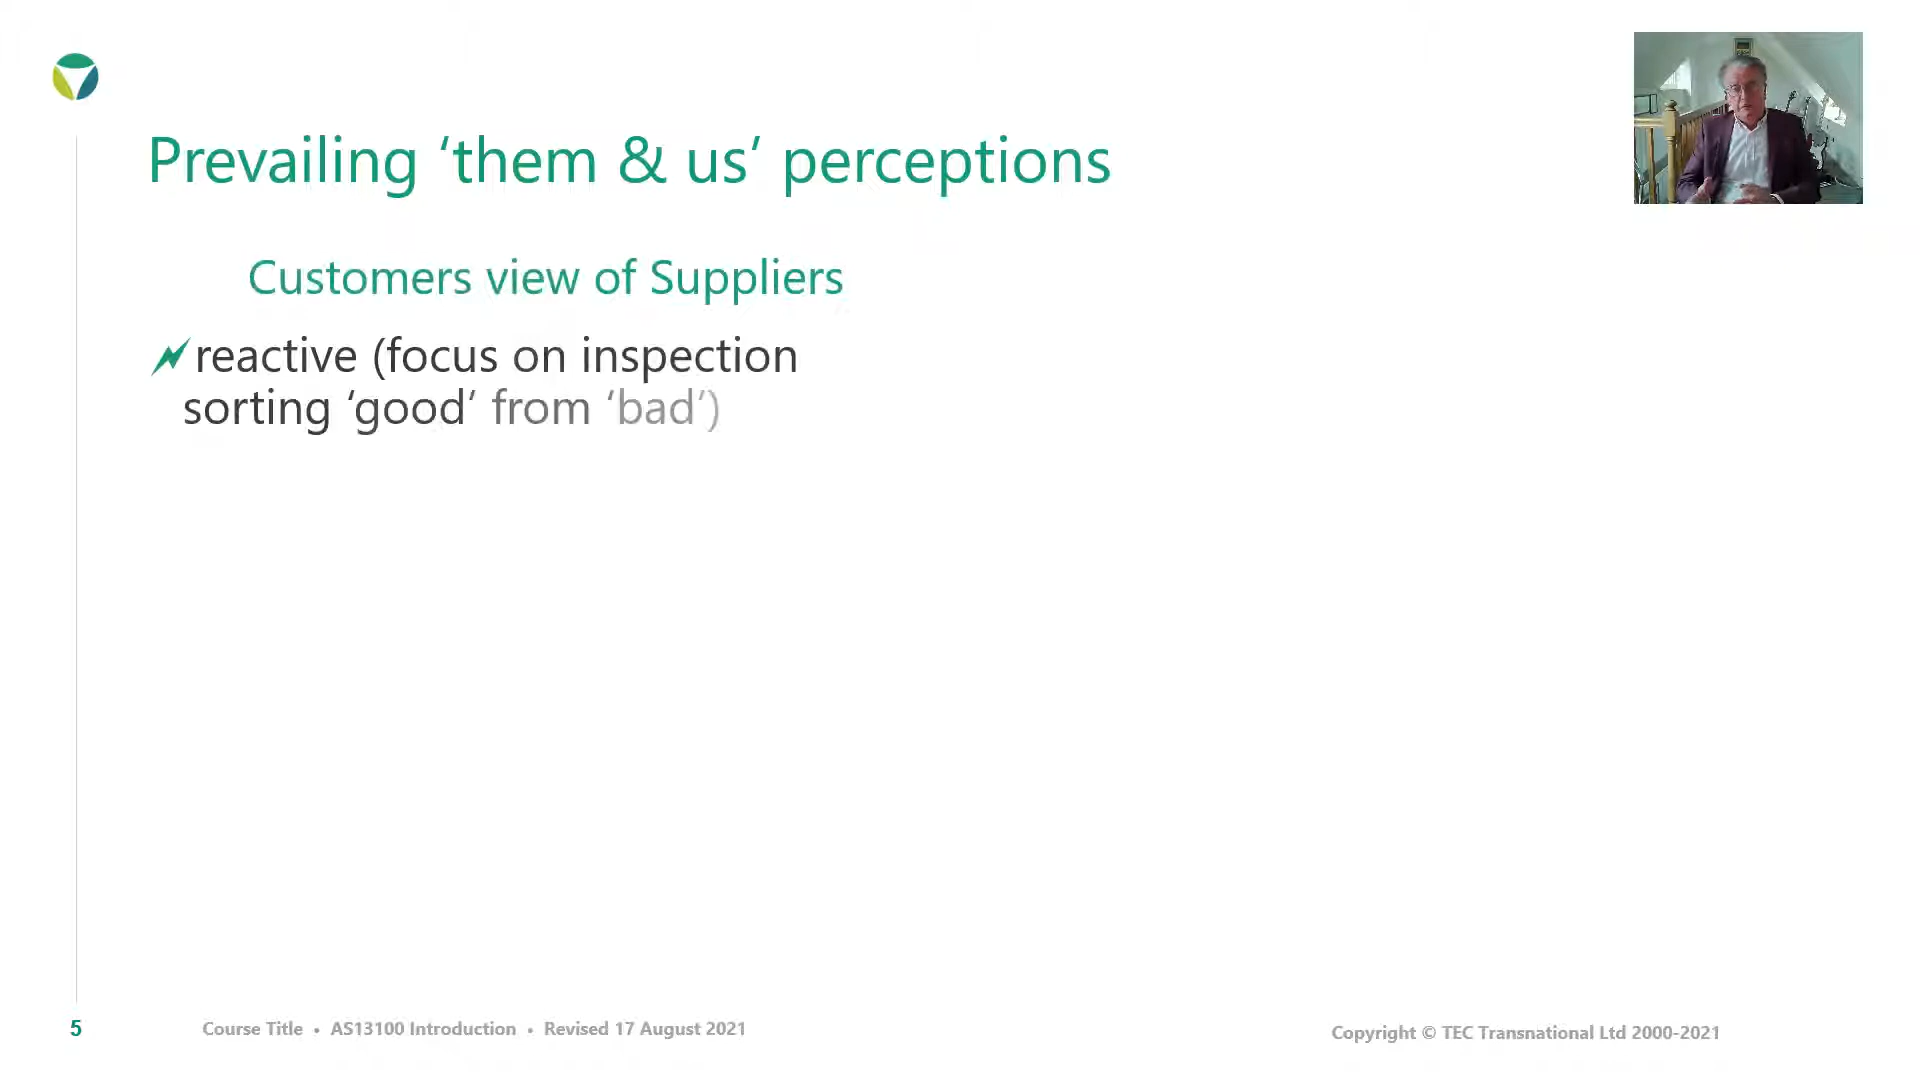 Prevailing ‘them & us’ perceptions
Customers view of Suppliers
reactive (focus on inspection
sorting ‘good’ from ‘bad’)
5
Course Title • AS13100 Introduction • Revised 17 August 2021
Copyright © TEC Transnational Ltd 2000-2021